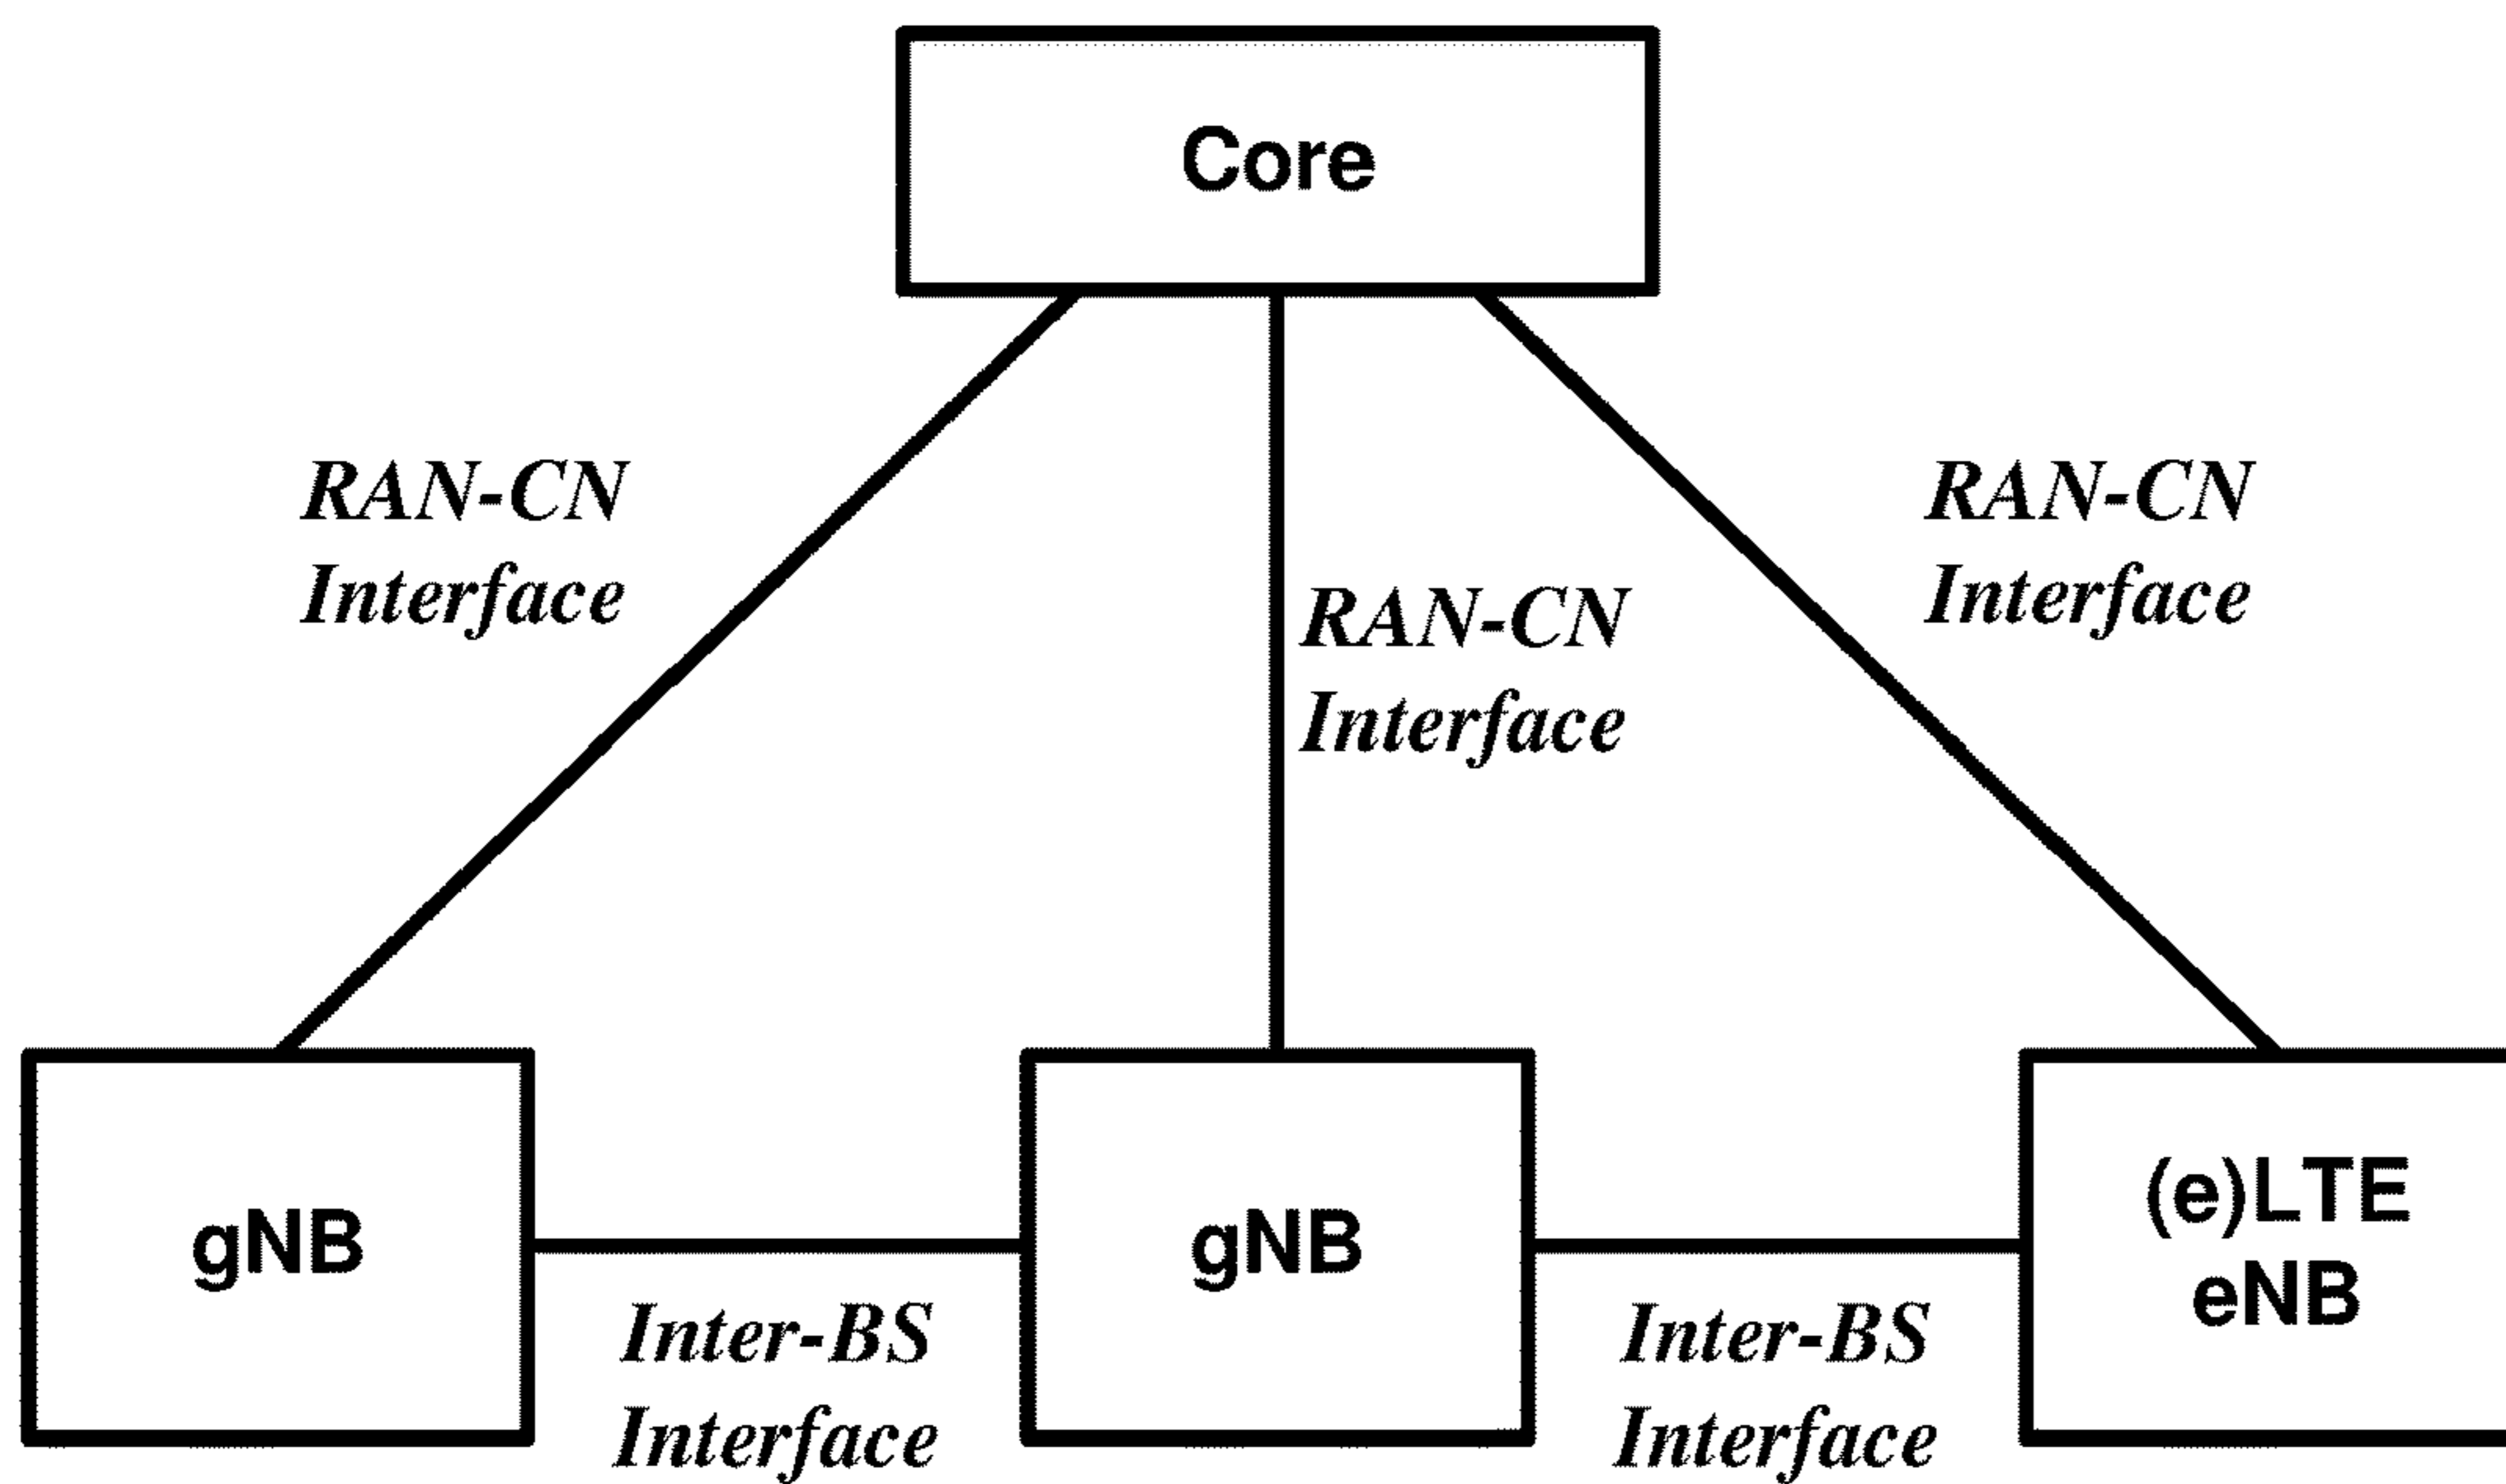 Core
RAN-CN
Interface
RAN-CN
Interface
RAN-CN
Interface
gNB
gNB
(e)LTE
eNB
Inter-BS
Interface
Inter-BS
Interface